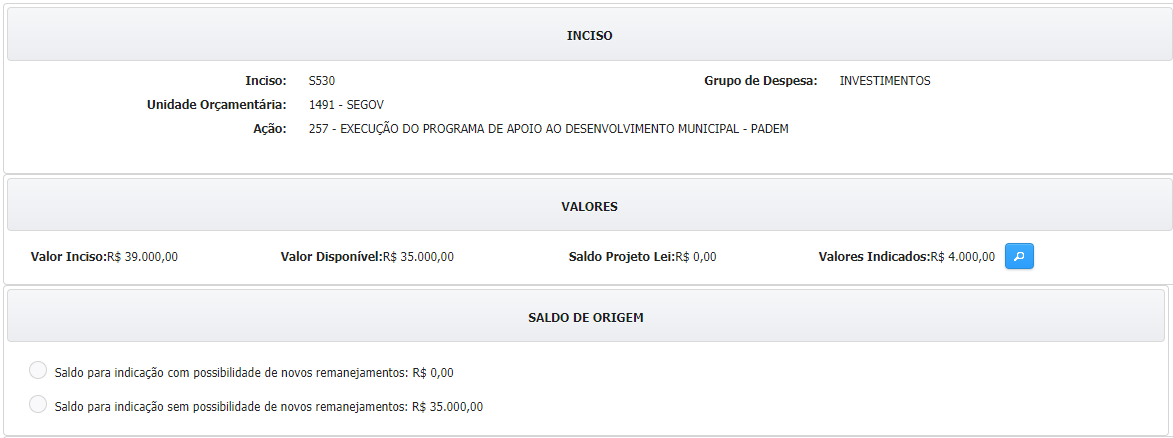 INCISO
Inciso: S530 Grupo de Despesa: INVESTIMENTOS
Unidade Orçamentária: 1491 - SEGOV
Ação: 257 - EXECUÇÃO DO PROGRAMA DE APOIO AO DESENVOLVIMENTO MUNICIPAL - PADEM
VALORES
Valor Inciso:R$ 39.000,00 Valor Disponível:R$ 35.000,00 Saldo Projeto Lei:R$ 0,00 Valores Indicados:R$ 4.000,00
SALDO DE ORIGEM
Saldo para indicação com possibilidade de novos remanejamentos: R$ 0,00
Saldo para indicação sem possibilidade de novos remanejamentos: R$ 35.000,00